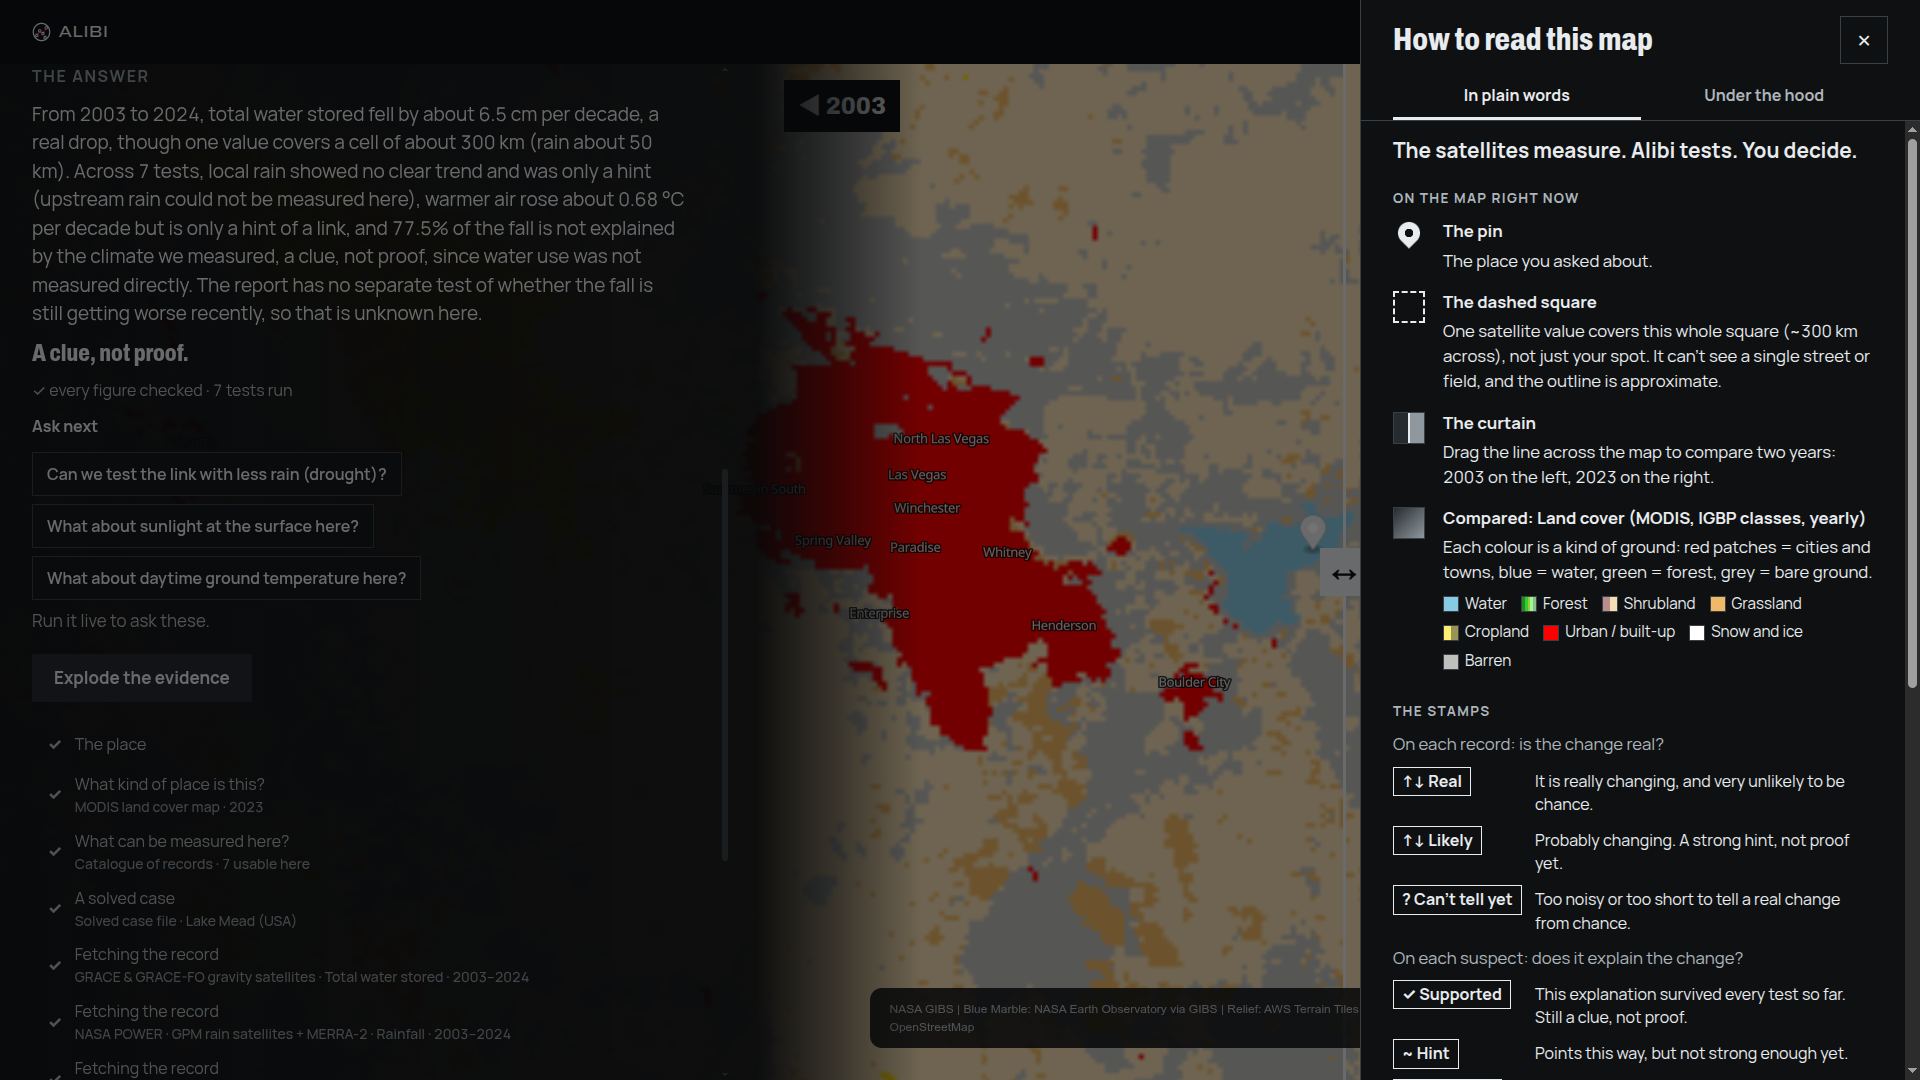 ALIBI
THE ANSWER
From 2003 to 2024, total water stored fell by about 6.5 cm per decade, a
real drop, though one value covers a cell of about 300 km (rain about 50
km). Across 7 tests, local rain showed no clear trend and was only a hint
(upstream rain could not be measured here), warmer air rose about 0.68 °C
per decade but is only a hint of a link, and 77.5% of the fall is not explained
by the climate we measured, a clue, not proof, since water use was not
measured directly. The report has no separate test of whether the fall is
still getting worse recently, so that is unknown here.
A clue, not proof.
✓ every figure checked · 7 tests run
Ask next
Can we test the link with less rain (drought)?
What about sunlight at the surface here?
What about daytime ground temperature here?
Run it live to ask these.
Explode the evidence
The place
What kind of place is this?
MODIS land cover map · 2023
What can be measured here?
Catalogue of records · 7 usable here
A solved case
Solved case file · Lake Mead (USA)
Fetching the record
GRACE & GRACE-FO gravity satellites · Total water stored · 2003–2024
Fetching the record
NASA POWER · GPM rain satellites + MERRA-2 · Rainfall · 2003–2024
Fetching the record
◀ 2003
North Las Vegas
Las Vegas
South
Winchester
Spring Valley
Paradise
Whitney
Enterprise
Henderson
Boulder City
NASA GIBS | Blue Marble: NASA Earth Observatory via GIBS | Relief: AWS Terrain Tiles
OpenStreetMap
How to read this map
×
In plain words
Under the hood
The satellites measure. Alibi tests. You decide.
ON THE MAP RIGHT NOW
The pin
The place you asked about.
The dashed square
One satellite value covers this whole square (~300 km
across), not just your spot. It can't see a single street or
field, and the outline is approximate.
The curtain
Drag the line across the map to compare two years:
2003 on the left, 2023 on the right.
Compared: Land cover (MODIS, IGBP classes, yearly)
Each colour is a kind of ground: red patches = cities and
towns, blue = water, green = forest, grey = bare ground.
Water Forest Shrubland Grassland
Cropland Urban / built-up Snow and ice
Barren
THE STAMPS
On each record: is the change real?
↑↓ Real
It is really changing, and very unlikely to be
chance.
↑↓ Likely
Probably changing. A strong hint, not proof
yet.
? Can't tell yet
Too noisy or too short to tell a real change
from chance.
On each suspect: does it explain the change?
✓ Supported
This explanation survived every test so far.
Still a clue, not proof.
~ Hint
Points this way, but not strong enough yet.